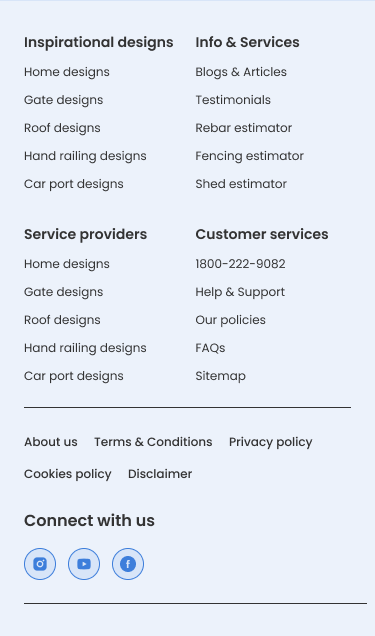 Inspirational designs
Home designs
Gate designs
Roof designs
Hand railing designs
Car port designs
Info & Services
Blogs & Articles
Testimonials
Rebar estimator
Fencing estimator
Shed estimator
Service providers
Home designs
Gate designs
Roof designs
Hand railing designs
Car port designs
Customer services
1800-222-9082
Help & Support
Our policies
FAQs
Sitemap
About us Terms & Conditions Privacy policy
Cookies policy Disclaimer
Connect with us